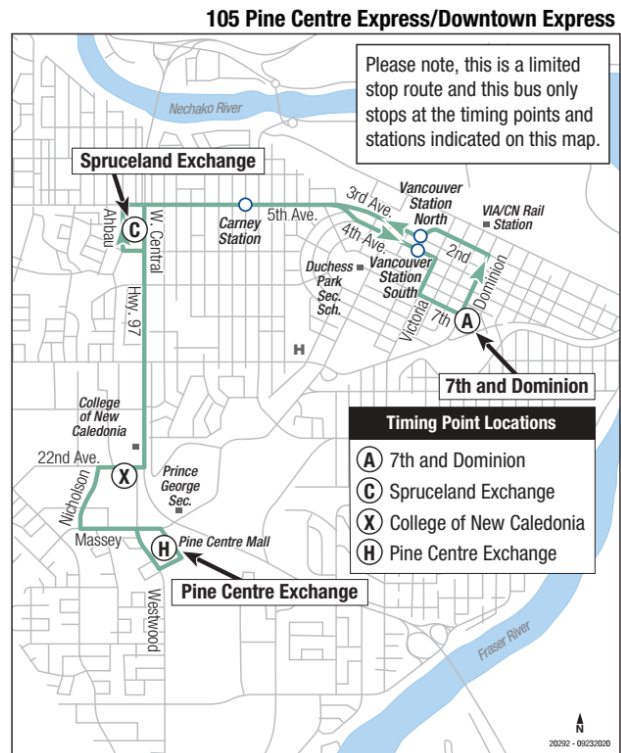 105 Pine Centre Express/Downtown Express
Please note, this is a limited
stop route and this bus only
stops at the timing points and
stations indicated on this map.
Nechako River
Spruceland Exchange
Ahbau
C
W. Central
Carney
Station
5th Ave.
3rd Ave.
4th Ave.
Vancouver
Station
North
VIA/CN Rail
Station
2nd
Vancouver
Station
South
Duchess
Park
Sec.
Sch.
Victoria
7th
Dominion
A
7th and Dominion
Hwy. 97
H
College
of New
Caledonia
22nd Ave.
X
Nicholson
Prince
George
Sec.
Massey
H
Pine Centre Mall
Pine Centre Exchange
Westwood
Timing Point Locations
A 7th and Dominion
C Spruceland Exchange
X College of New Caledonia
H Pine Centre Exchange
Fraser River
N
20292 - 09232020